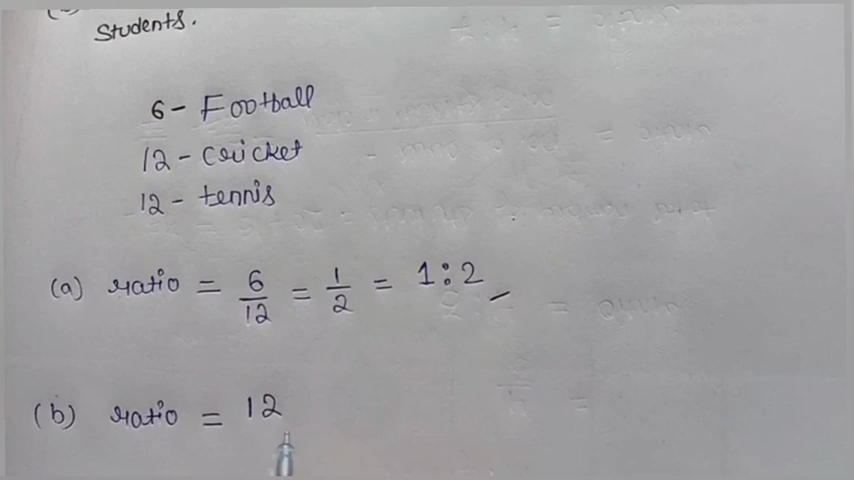 Students.
6 - Football
12 - cricket
12 - tennis
(a) ratio = 6/12 = 1/2 = 1:2
(b) ratio = 12